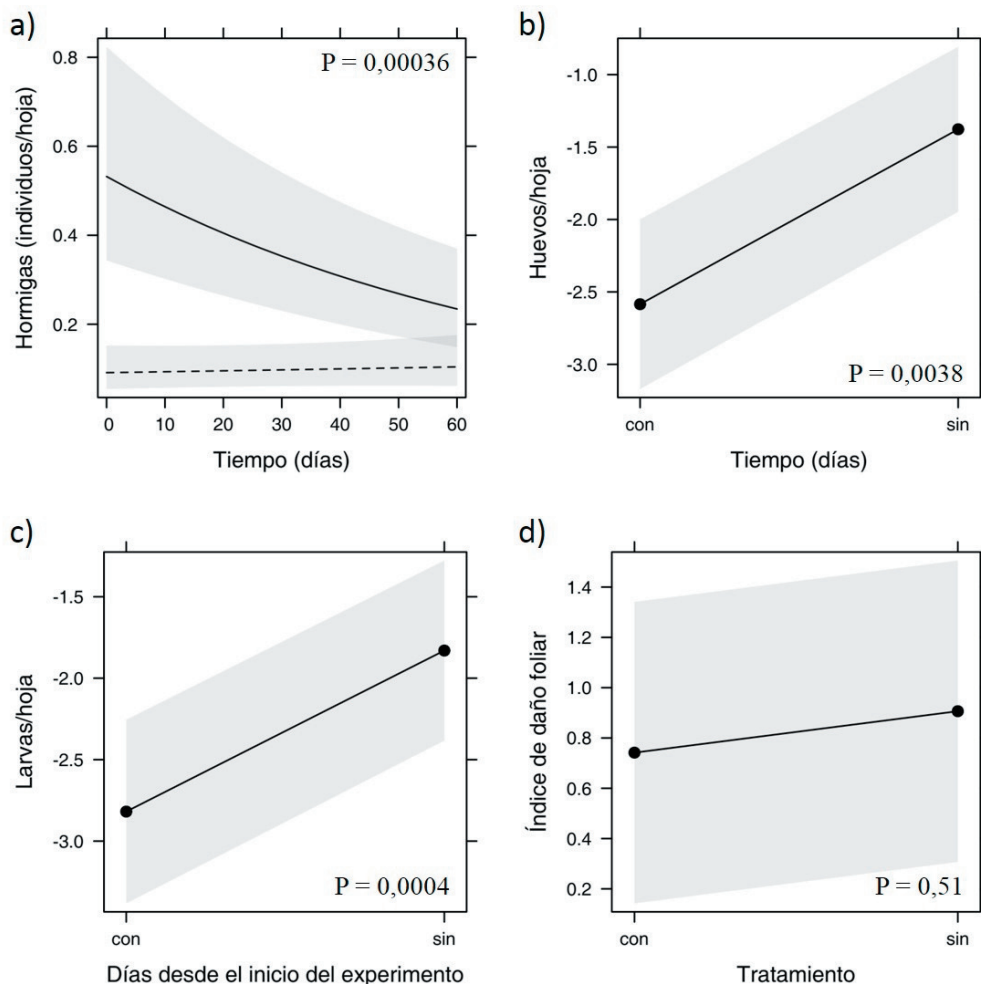 a)
0 10 20 30 40 50 60
0.8
0.6
0.4
0.2
Hormigas (individuos/hoja)
P = 0,00036
Tiempo (días)
b)
-1.0
-1.5
-2.0
-2.5
-3.0
Huevos/hoja
P = 0,0038
con sin
Tiempo (días)
c)
-1.5
-2.0
-2.5
-3.0
Larvas/hoja
P = 0,0004
con sin
Días desde el inicio del experimento
d)
1.4
1.2
1.0
0.8
0.6
0.4
0.2
Índice de daño foliar
P = 0,51
con sin
Tratamiento